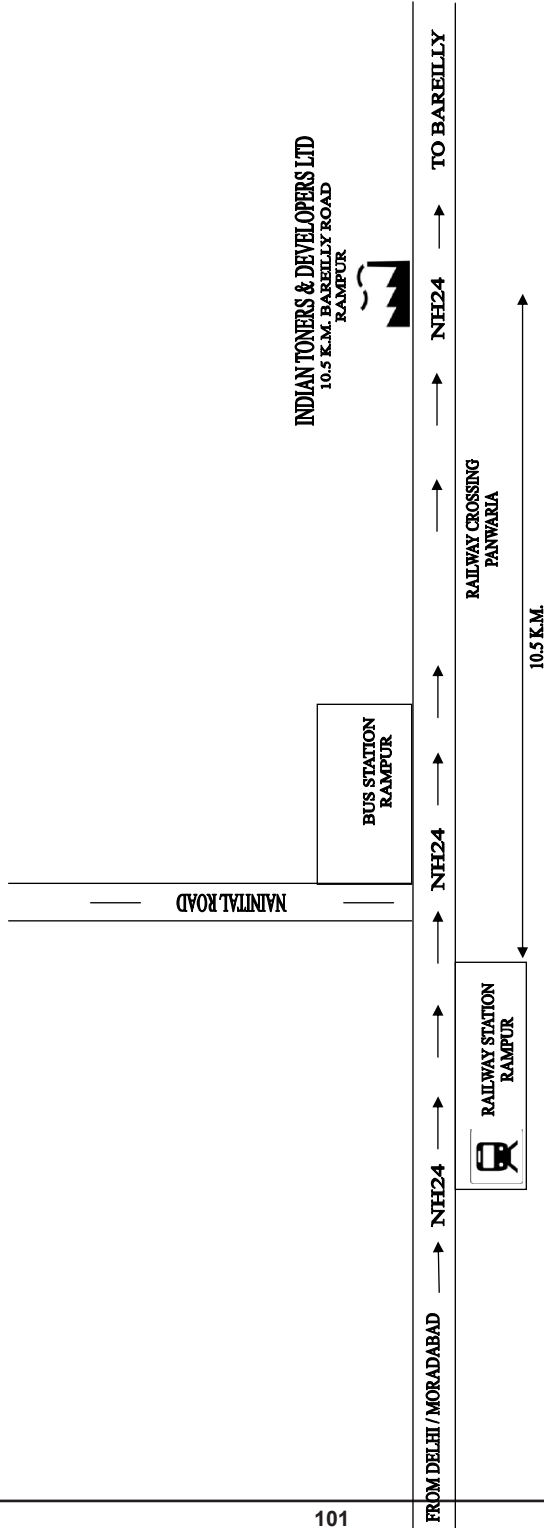 INDIAN TONERS & DEVELOPERS LTD
10.5 K.M. BAREILLY ROAD
RAMPUR
NAINITAL ROAD
BUS STATION
RAMPUR
FROM DELHI / MORADABAD
NH24
NH24
NH24
TO BAREILLY
RAILWAY STATION
RAMPUR
RAILWAY CROSSING
PANWARIA
10.5 K.M.
101